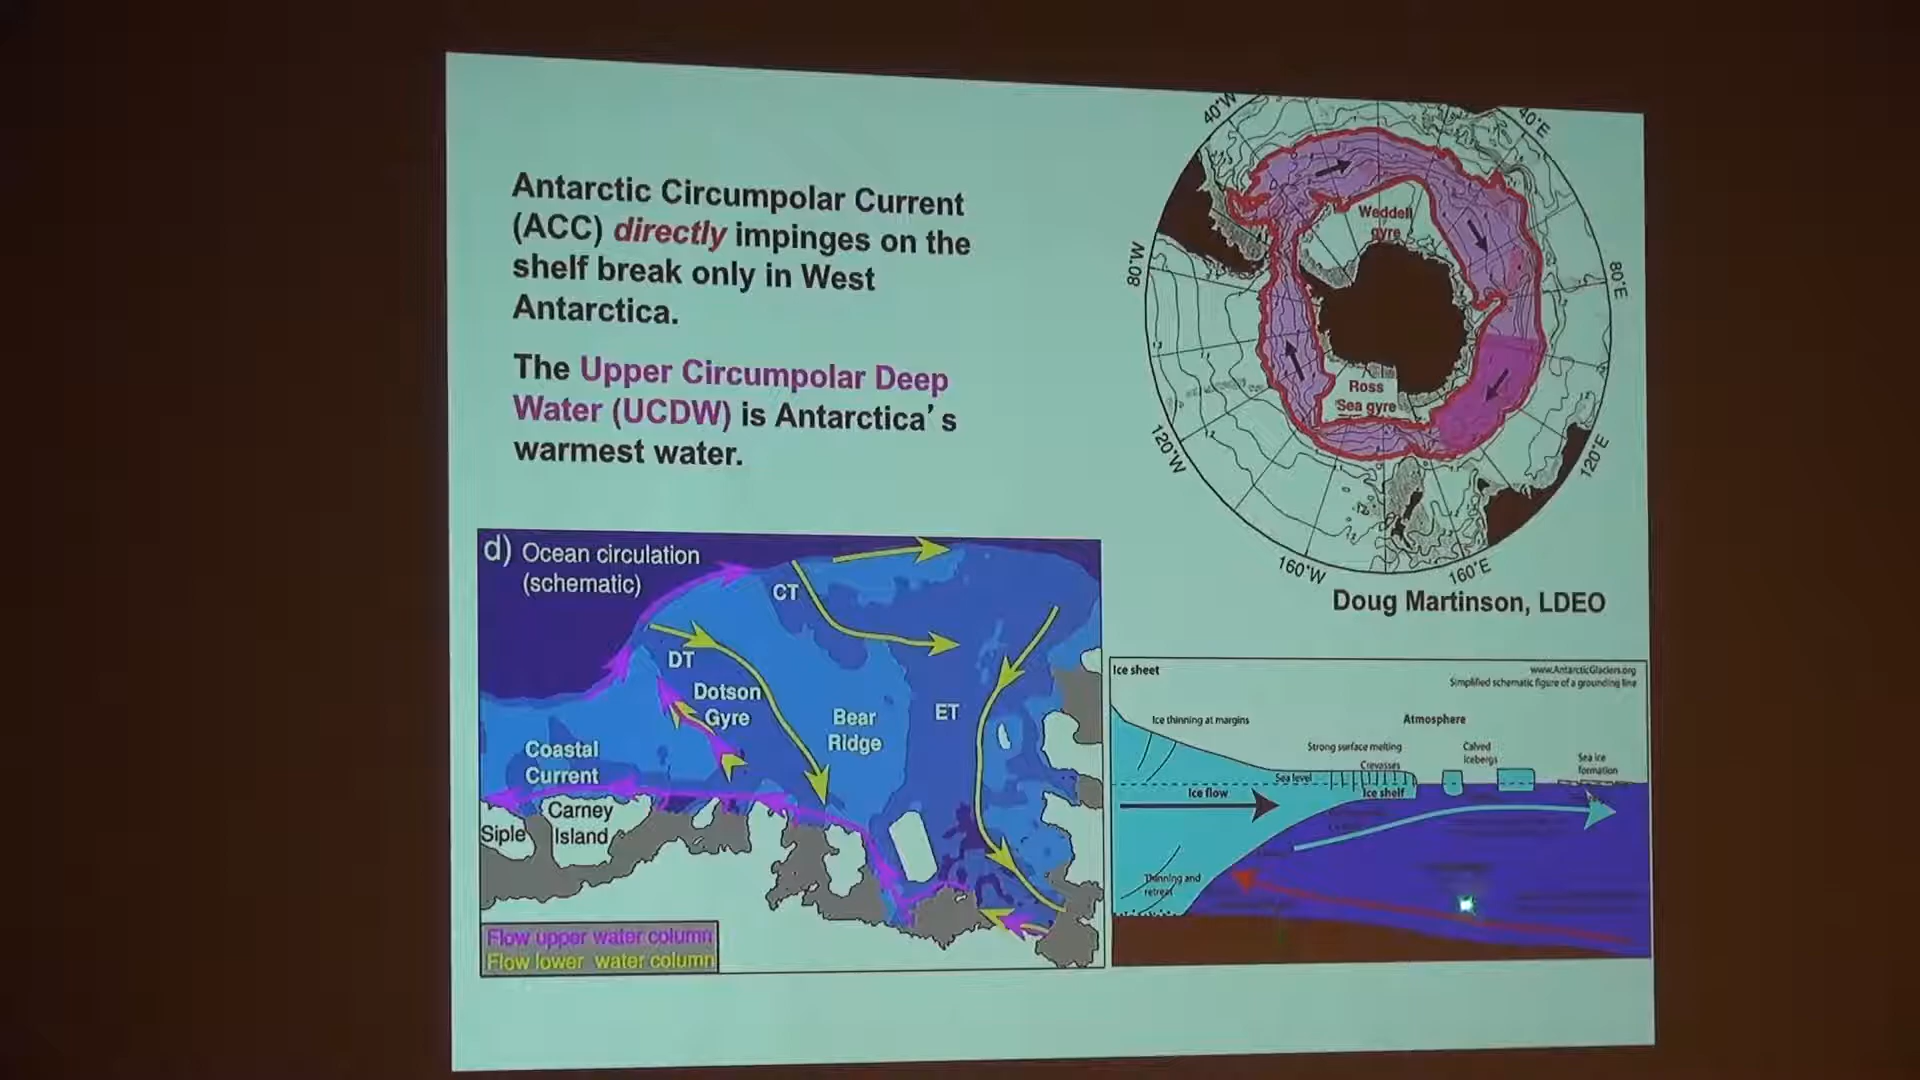 Antarctic Circumpolar Current
(ACC) directly impinges on the
shelf break only in West
Antarctica.
The Upper Circumpolar Deep
Water (UCDW) is Antarctica's
warmest water.
40°W
40°E
80°W
80°E
120°W
120°E
160°W
160°E
Weddell
gyre
Ross
Sea gyre
Doug Martinson, LDEO
d) Ocean circulation
(schematic)
CT
DT
Dotson
Gyre
Bear
Ridge
ET
Coastal
Current
Carney
Island
Siple
Flow upper water column
Flow lower water column
Ice sheet
www.AntarcticGlaciers.org
Simplified schematic figure of a grounding line
Ice thinning at margins
Atmosphere
Strong surface melting
Calved
Icebergs
Crevasses
Sea ice
formation
Sea level
Ice flow
Ice shelf
Thinning and
retreat